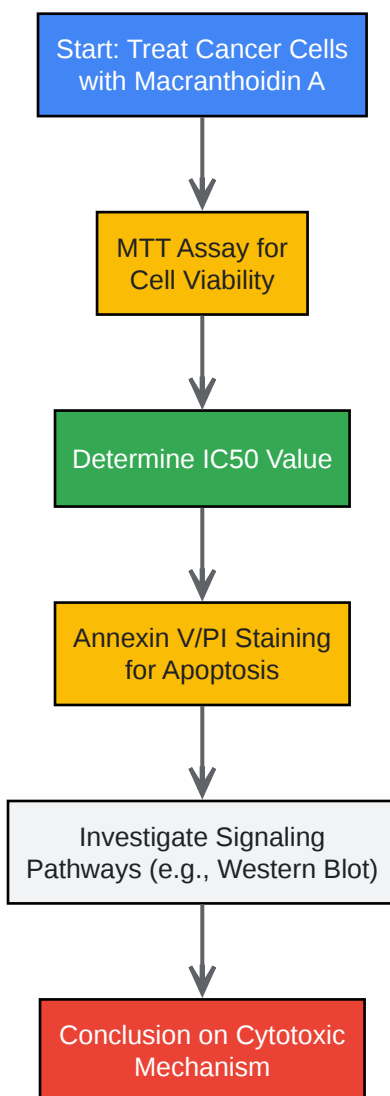 Start: Treat Cancer Cells
with Macranthoidin A
MTT Assay for
Cell Viability
Determine IC50 Value
Annexin V/PI Staining
for Apoptosis
Investigate Signaling
Pathways (e.g., Western Blot)
Conclusion on Cytotoxic
Mechanism